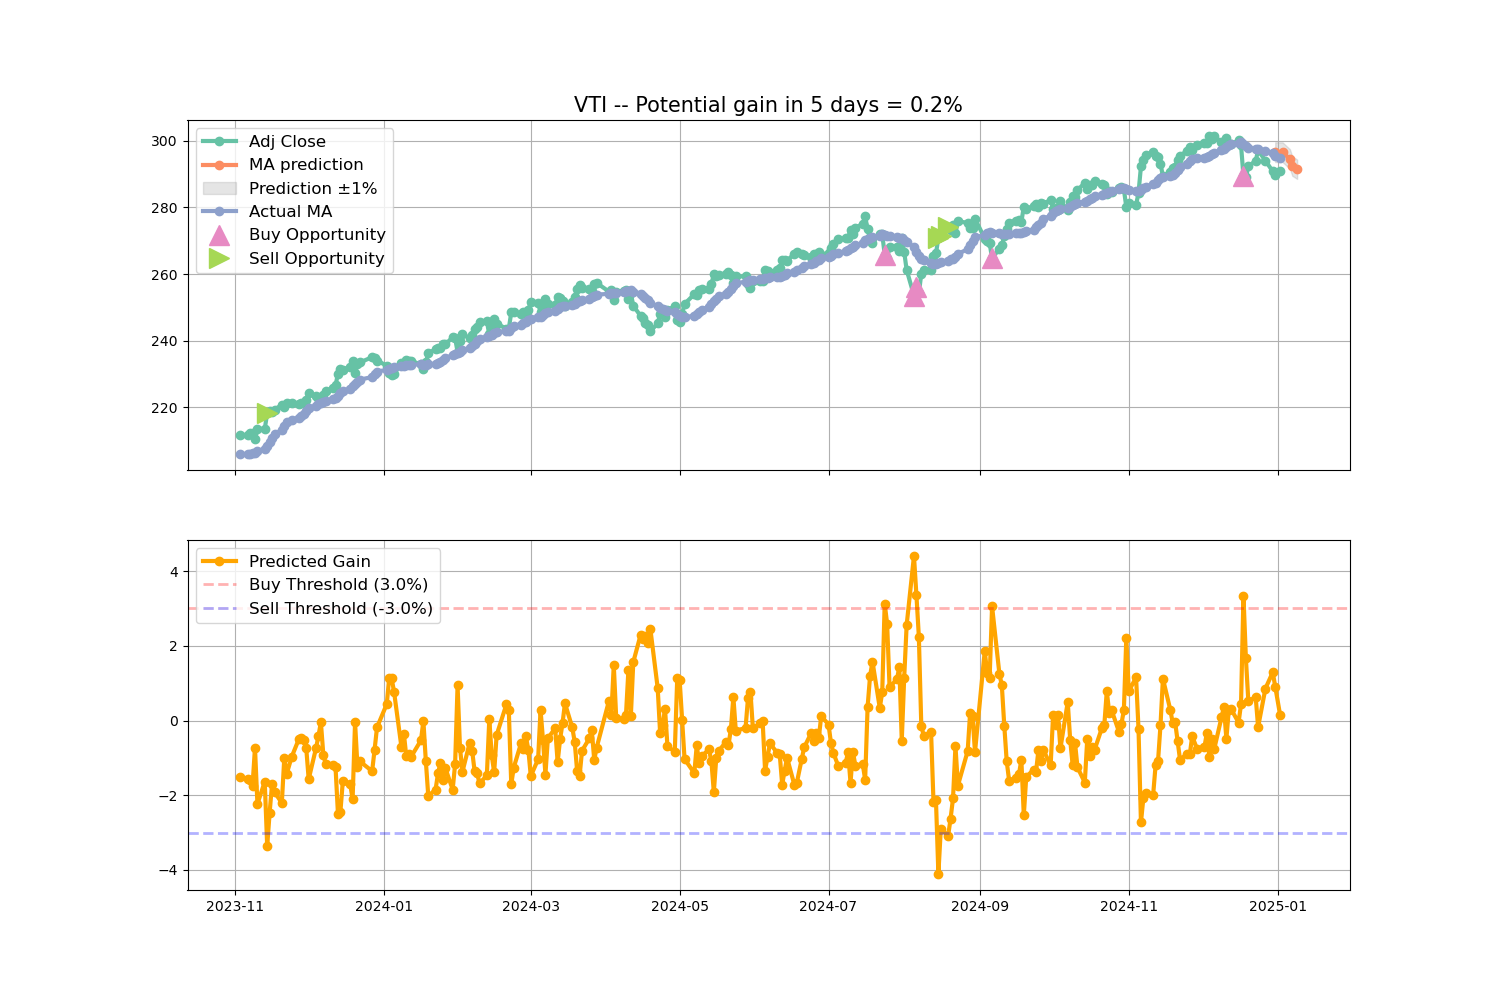 VTI -- Potential gain in 5 days = 0.2%
Adj Close
MA prediction
Prediction ±1%
Actual MA
Buy Opportunity
Sell Opportunity
300
280
260
240
220
Predicted Gain
Buy Threshold (3.0%)
Sell Threshold (-3.0%)
4
2
0
−2
−4
2023-11 2024-01 2024-03 2024-05 2024-07 2024-09 2024-11 2025-01